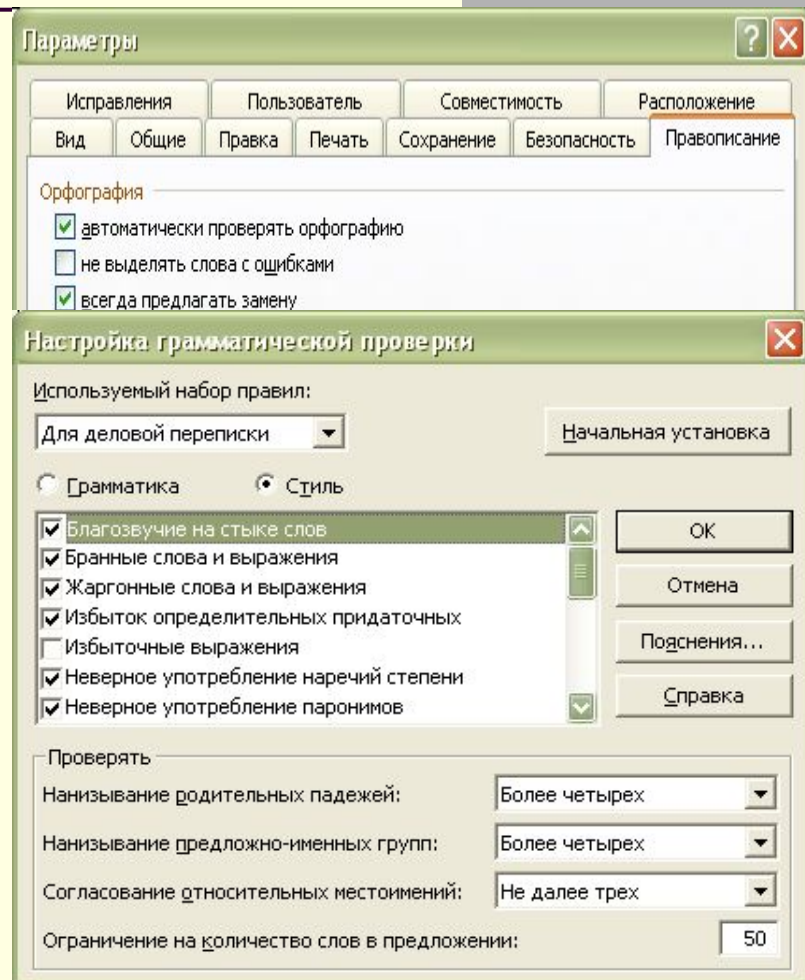 Параметры
Исправления Пользователь Совместимость Расположение
Вид Общие Правка Печать Сохранение Безопасность Правописание
Орфография
автоматически проверять орфографию
не выделять слова с ошибками
всегда предлагать замену
Настройка грамматической проверки
Используемый набор правил:
Для деловой переписки Начальная установка
Грамматика Стиль
Благозвучие на стыке слов
Бранные слова и выражения
Жаргонные слова и выражения
Избыток определительных придаточных
Избыточные выражения
Неверное употребление наречий степени
Неверное употребление паронимов
OK
Отмена
Пояснения...
Справка
Проверять
Нанизывание родительных падежей: Более четырех
Нанизывание предложно-именных групп: Более четырех
Согласование относительных местоимений: Не далее трех
Ограничение на количество слов в предложении: 50